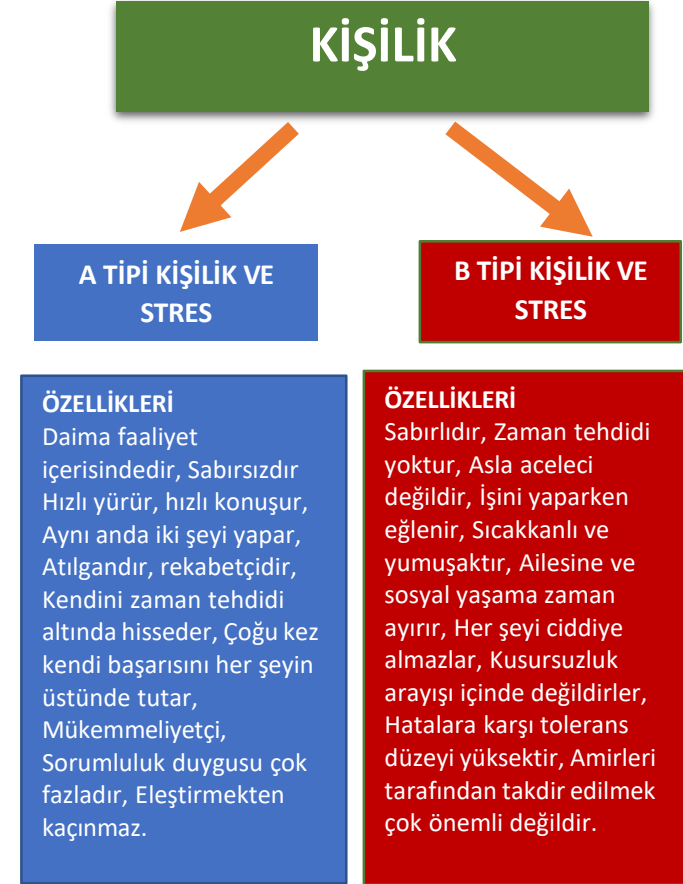 KİŞİLİK
A TİPİ KİŞİLİK VE
STRES
B TİPİ KİŞİLİK VE
STRES
ÖZELLİKLERİ
Daima faaliyet
içerisindedir, Sabırsızdır
Hızlı yürür, hızlı konuşur,
Aynı anda iki şeyi yapar,
Atılgandır, rekabetçidir,
Kendini zaman tehdidi
altında hisseder, Çoğu kez
kendi başarısını her şeyin
üstünde tutar,
Mükemmeliyetçi,
Sorumluluk duygusu çok
fazladır, Eleştirmekten
kaçınmaz.
ÖZELLİKLERİ
Sabırlıdır, Zaman tehdidi
yoktur, Asla aceleci
değildir, İşini yaparken
eğlenir, Sıcakkanlı ve
yumuşaktır, Ailesine ve
sosyal yaşama zaman
ayırır, Her şeyi ciddiye
almazlar, Kusursuzluk
arayışı içinde değildirler,
Hatalara karşı tolerans
düzeyi yüksektir, Amirleri
tarafından takdir edilmek
çok önemli değildir.